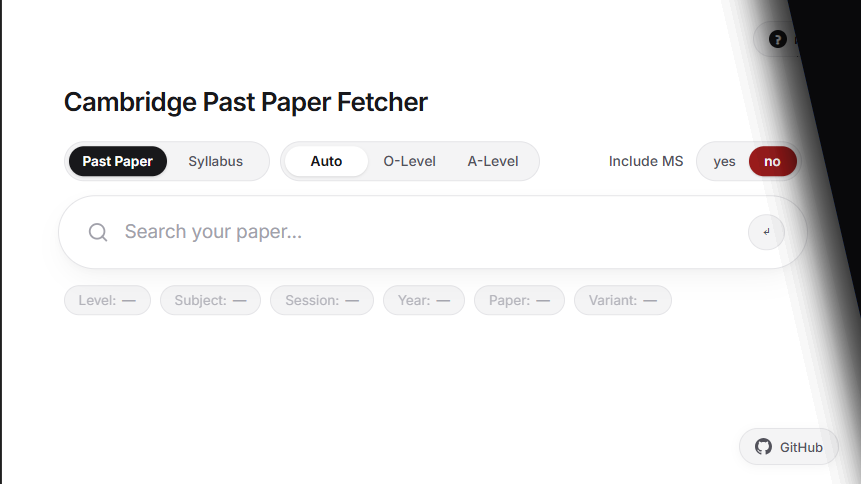 Cambridge Past Paper Fetcher
Past Paper Syllabus Auto O-Level A-Level Include MS yes no
Search your paper...
Level: — Subject: — Session: — Year: — Paper: — Variant: —
GitHub